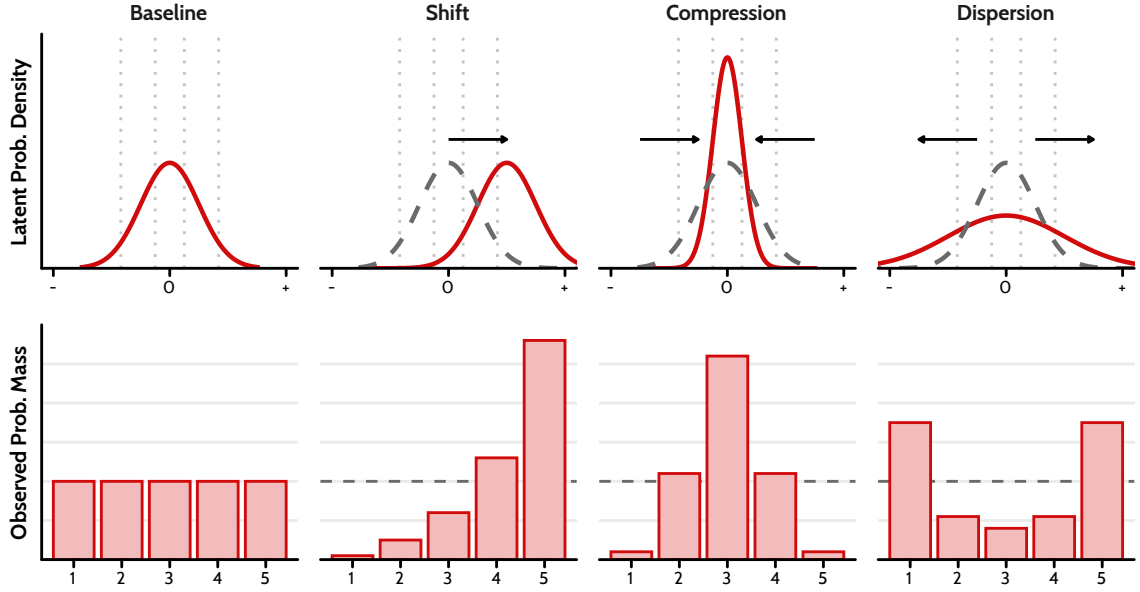 Baseline Shift Compression Dispersion
Latent Prob. Density
- 0 + - 0 + - 0 + - 0 +
Observed Prob. Mass
1 2 3 4 5 1 2 3 4 5 1 2 3 4 5 1 2 3 4 5